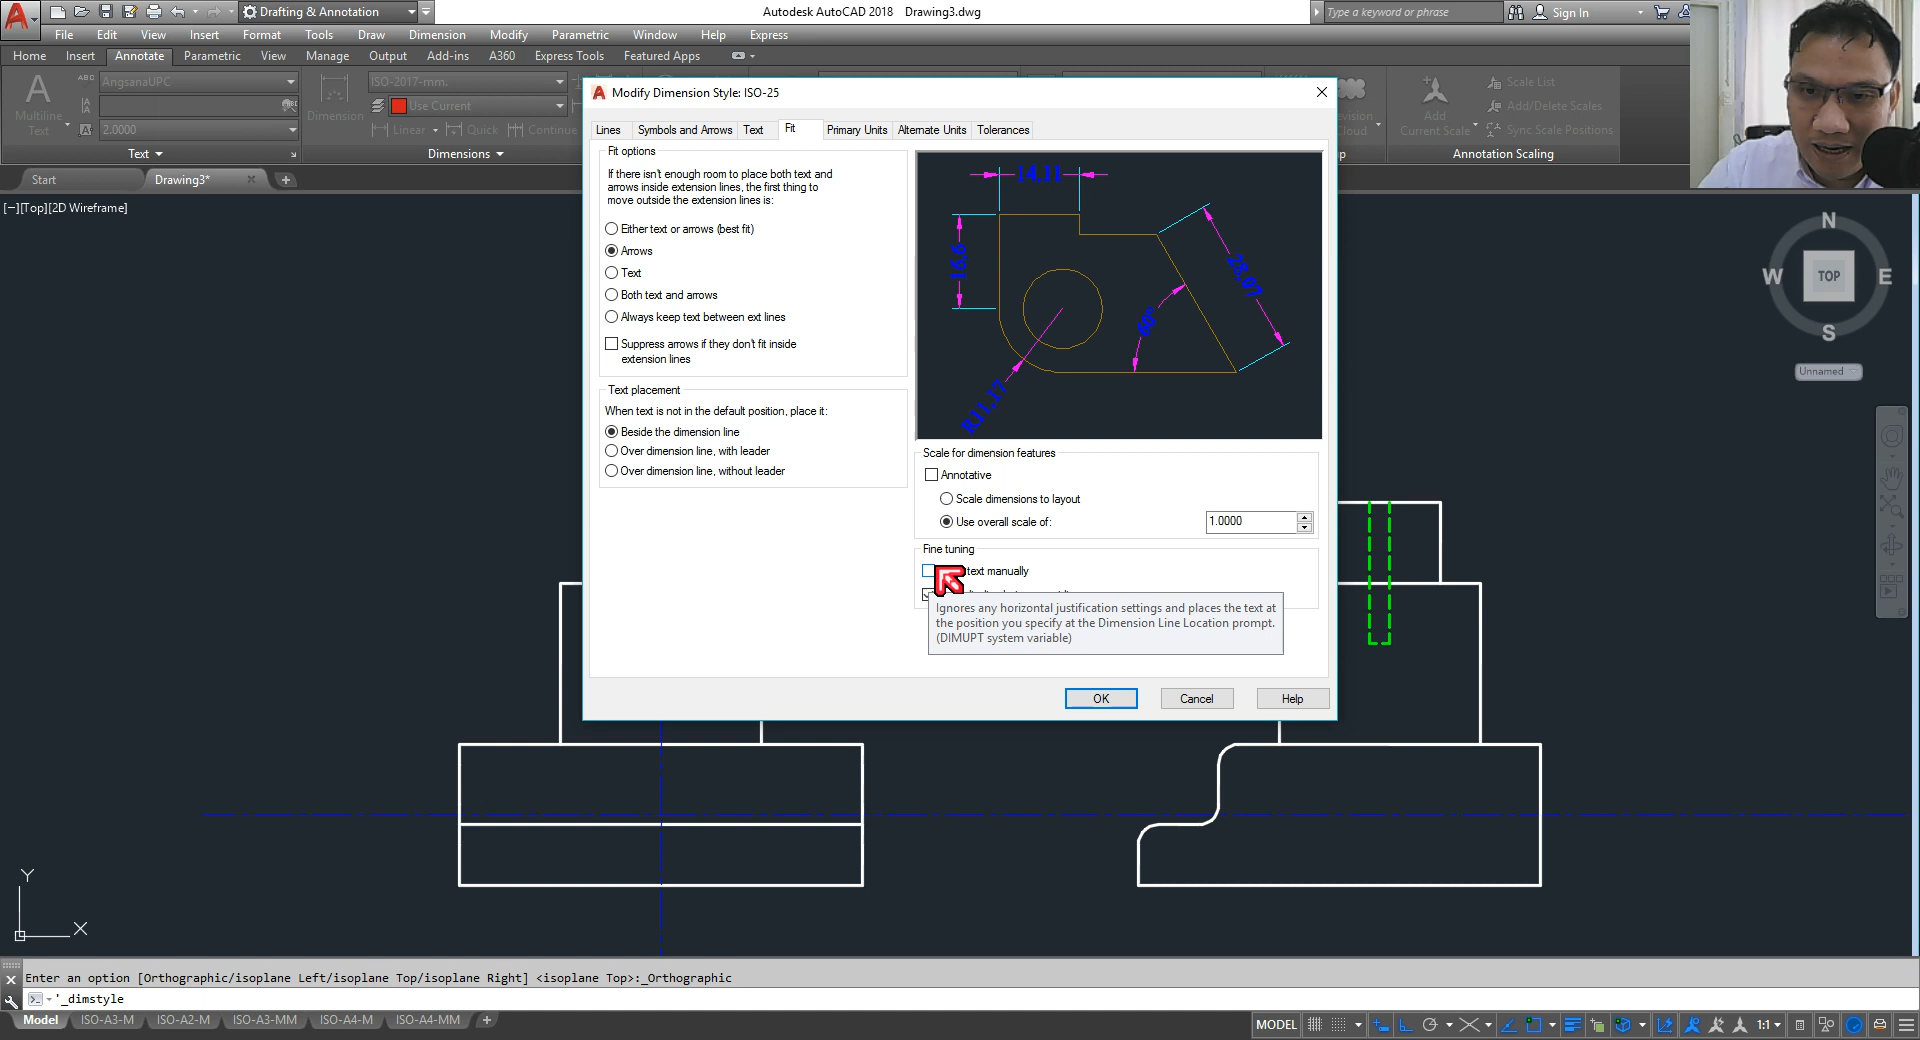 Drafting & Annotation
Autodesk AutoCAD 2018 Drawing3.dwg
Type a keyword or phrase
Sign In
File Edit View Insert Format Tools Draw Dimension Modify Parametric Window Help Express
Home Insert Annotate Parametric View Manage Output Add-ins A360 Express Tools Featured Apps
A
Multiline
Text
ABC
AngsanaUPC
A
2.0000
Text
Dimension
ISO-2017-mm.
Use Current
Linear Quick Continue
Dimensions
Cloud
Add
Current Scale
Scale List
Add/Delete Scales
Sync Scale Positions
Annotation Scaling
Start Drawing3*
[−][Top][2D Wireframe]
Modify Dimension Style: ISO-25
Lines Symbols and Arrows Text Fit Primary Units Alternate Units Tolerances
Fit options
If there isn't enough room to place both text and
arrows inside extension lines, the first thing to
move outside the extension lines is:
Either text or arrows (best fit)
Arrows
Text
Both text and arrows
Always keep text between ext lines
Suppress arrows if they don't fit inside
extension lines
Text placement
When text is not in the default position, place it:
Beside the dimension line
Over dimension line, with leader
Over dimension line, without leader
14.11
16.6
28.07
60°
R11.17
Scale for dimension features
Annotative
Scale dimensions to layout
Use overall scale of:
1.0000
Fine tuning
text manually
Ignores any horizontal justification settings and places the text at
the position you specify at the Dimension Line Location prompt.
(DIMUPT system variable)
OK Cancel Help
N
W TOP E
S
Unnamed
Y
X
Enter an option [Orthographic/isoplane Left/isoplane Top/isoplane Right] <isoplane Top>:_Orthographic
'_dimstyle
Model ISO-A3-M ISO-A2-M ISO-A3-MM ISO-A4-M ISO-A4-MM +
MODEL
1:1